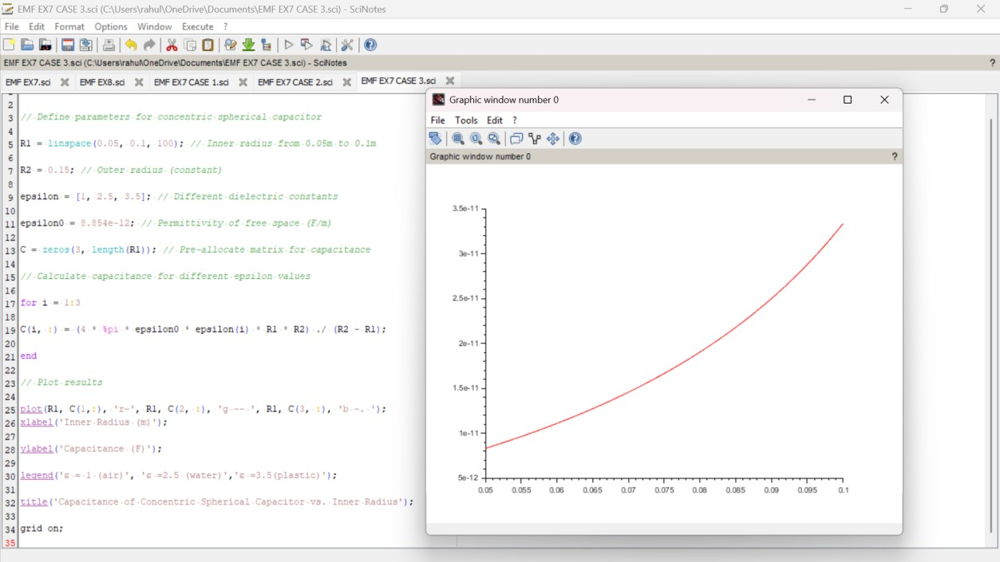 EMF EX7 CASE 3.sci (C:\Users\rahul\OneDrive\Documents\EMF EX7 CASE 3.sci) - SciNotes
File Edit Format Options Window Execute ?
EMF EX7 CASE 3.sci (C:\Users\rahul\OneDrive\Documents\EMF EX7 CASE 3.sci) - SciNotes ?
EMF EX7.sci EMF EX8.sci EMF EX7 CASE 1.sci EMF EX7 CASE 2.sci EMF EX7 CASE 3.sci
2
3 // Define parameters for concentric spherical capacitor
4
5 R1 = linspace(0.05, 0.1, 100); // Inner radius from 0.05m to 0.1m
6
7 R2 = 0.15; // Outer radius (constant)
8
9 epsilon = [1, 2.5, 3.5]; // Different dielectric constants
10
11 epsilon0 = 8.854e-12; // Permittivity of free space (F/m)
12
13 C = zeros(3, length(R1)); // Pre-allocate matrix for capacitance
14
15 // Calculate capacitance for different epsilon values
16
17 for i = 1:3
18
19 C(i, :) = (4 * %pi * epsilon0 * epsilon(i) * R1 * R2) ./ (R2 - R1);
20
21 end
22
23 // Plot results
24
25 plot(R1, C(1,:), 'r-', R1, C(2, :), 'g -- ', R1, C(3, :), 'b -. ');
26 xlabel('Inner Radius (m)');
27
28 ylabel('Capacitance (F)');
29
30 legend('ε = 1 (air)', 'ε =2.5 (water)','ε =3.5(plastic)');
31
32 title('Capacitance of Concentric Spherical Capacitor vs. Inner Radius');
33
34 grid on;
35
Graphic window number 0
File Tools Edit ?
Graphic window number 0 ?
3.5e-11
3e-11
2.5e-11
2e-11
1.5e-11
1e-11
5e-12
0.05 0.055 0.06 0.065 0.07 0.075 0.08 0.085 0.09 0.095 0.1